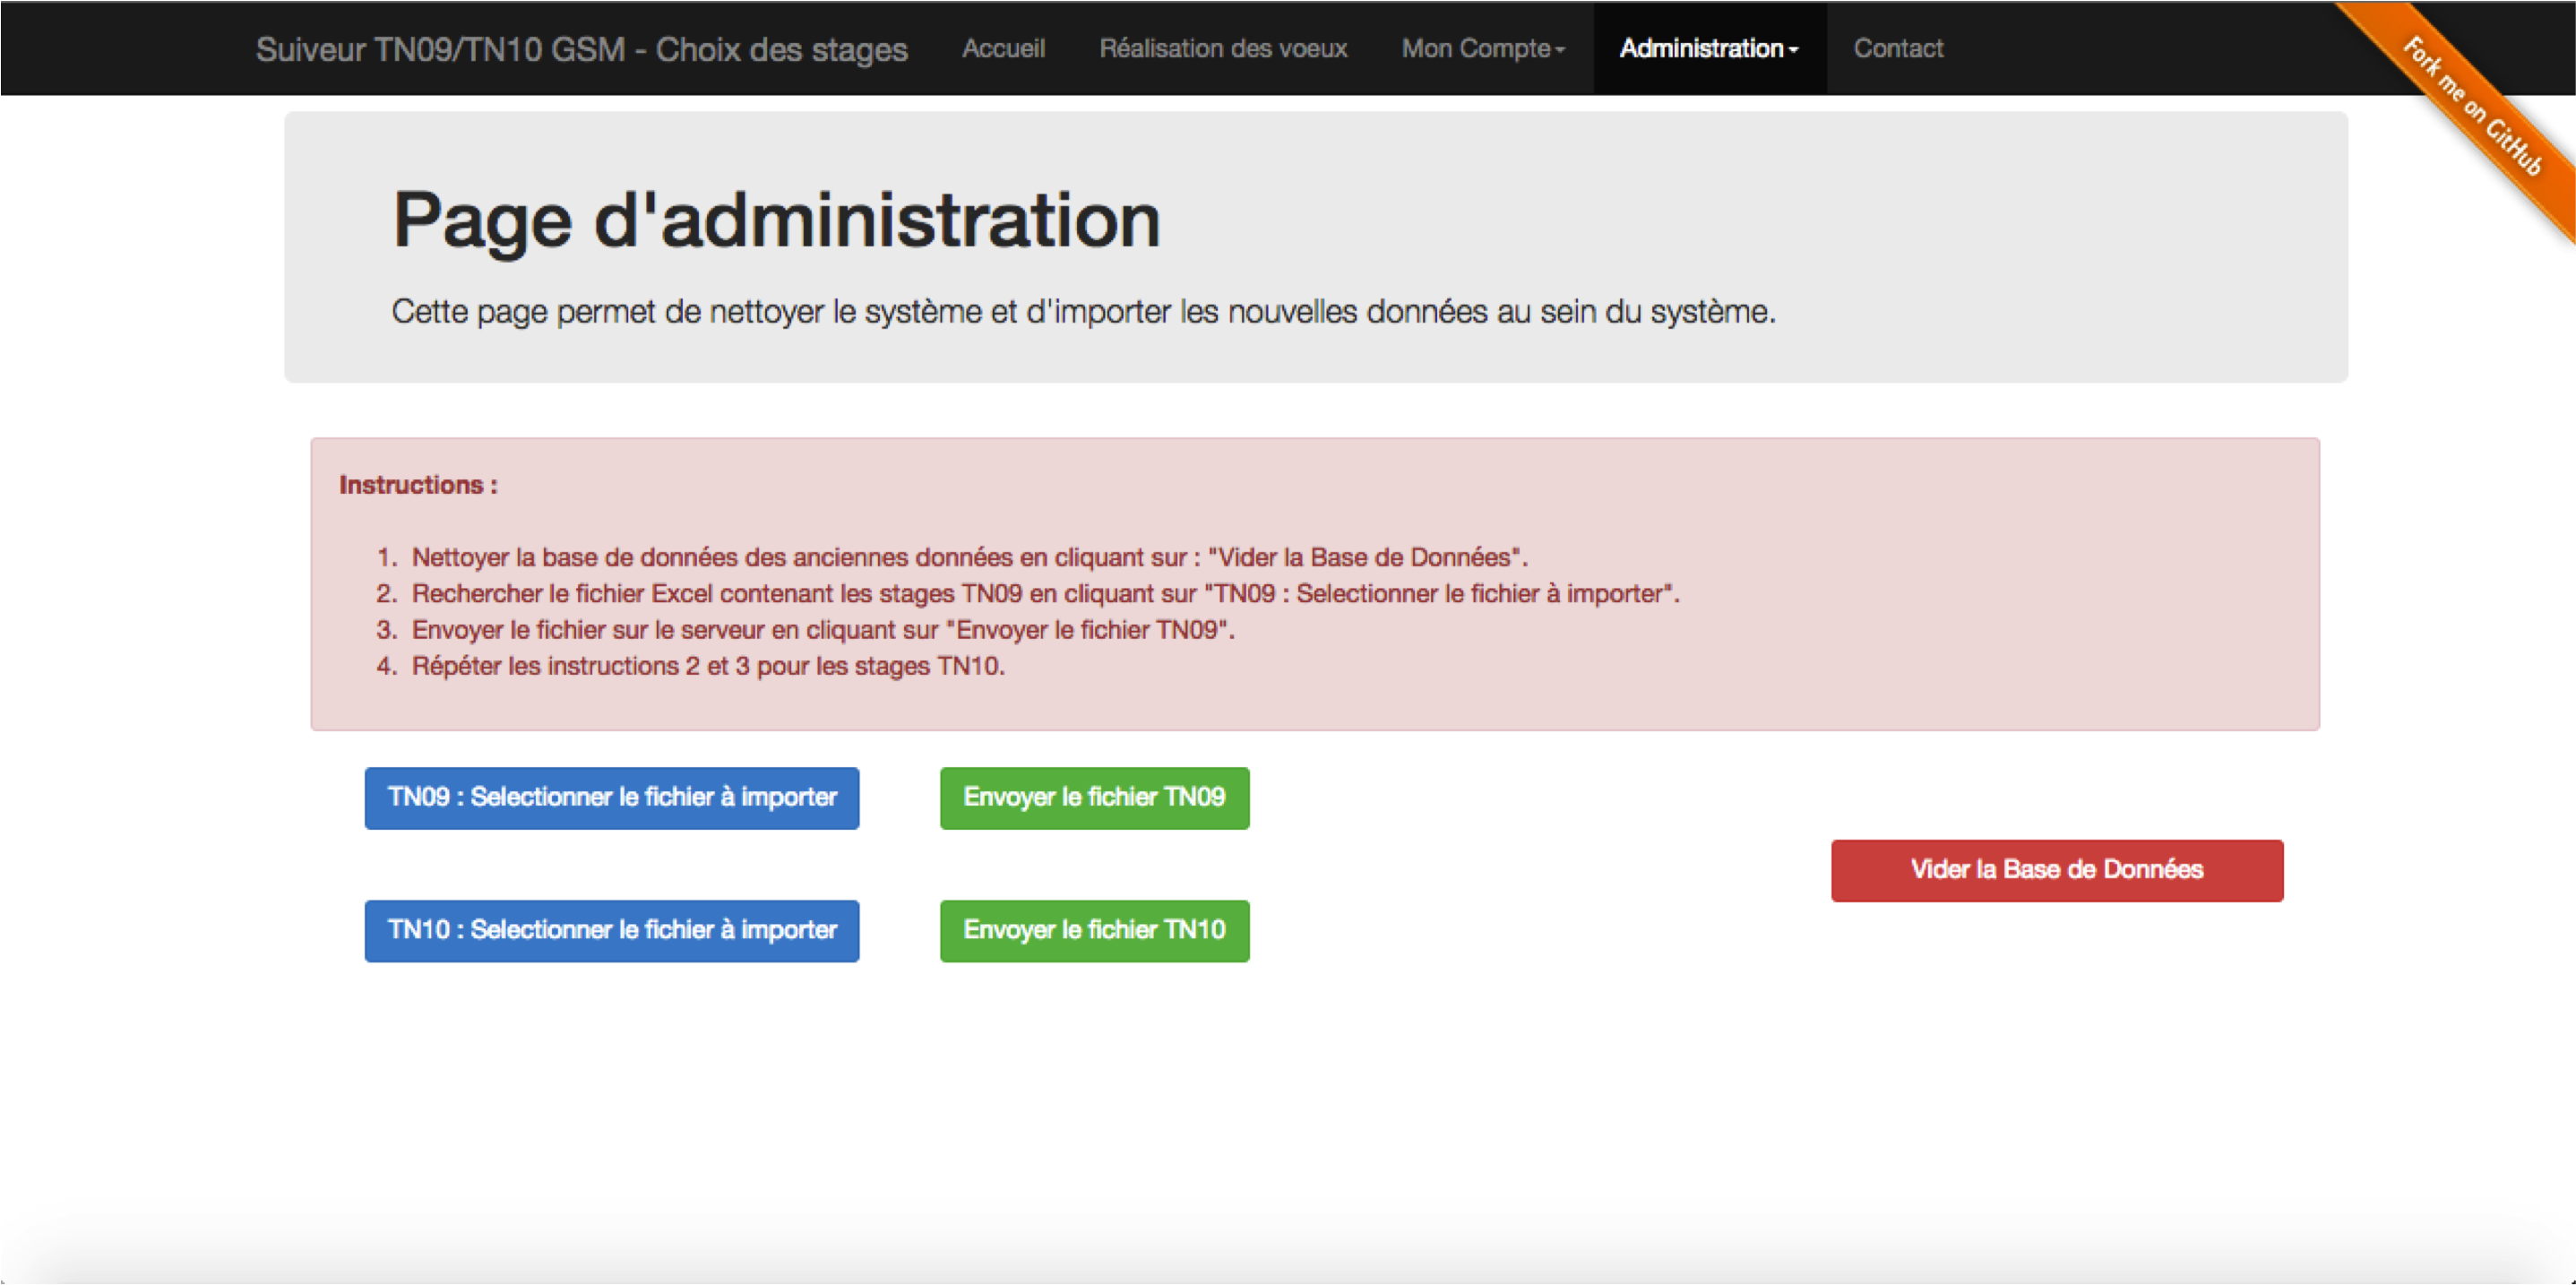 Suiveur TN09/TN10 GSM - Choix des stages Accueil Réalisation des voeux Mon Compte Administration Contact
Fork me on GitHub
Page d'administration
Cette page permet de nettoyer le système et d'importer les nouvelles données au sein du système.
Instructions :
1. Nettoyer la base de données des anciennes données en cliquant sur : "Vider la Base de Données".
2. Rechercher le fichier Excel contenant les stages TN09 en cliquant sur "TN09 : Selectionner le fichier à importer".
3. Envoyer le fichier sur le serveur en cliquant sur "Envoyer le fichier TN09".
4. Répéter les instructions 2 et 3 pour les stages TN10.
TN09 : Selectionner le fichier à importer Envoyer le fichier TN09
Vider la Base de Données
TN10 : Selectionner le fichier à importer Envoyer le fichier TN10